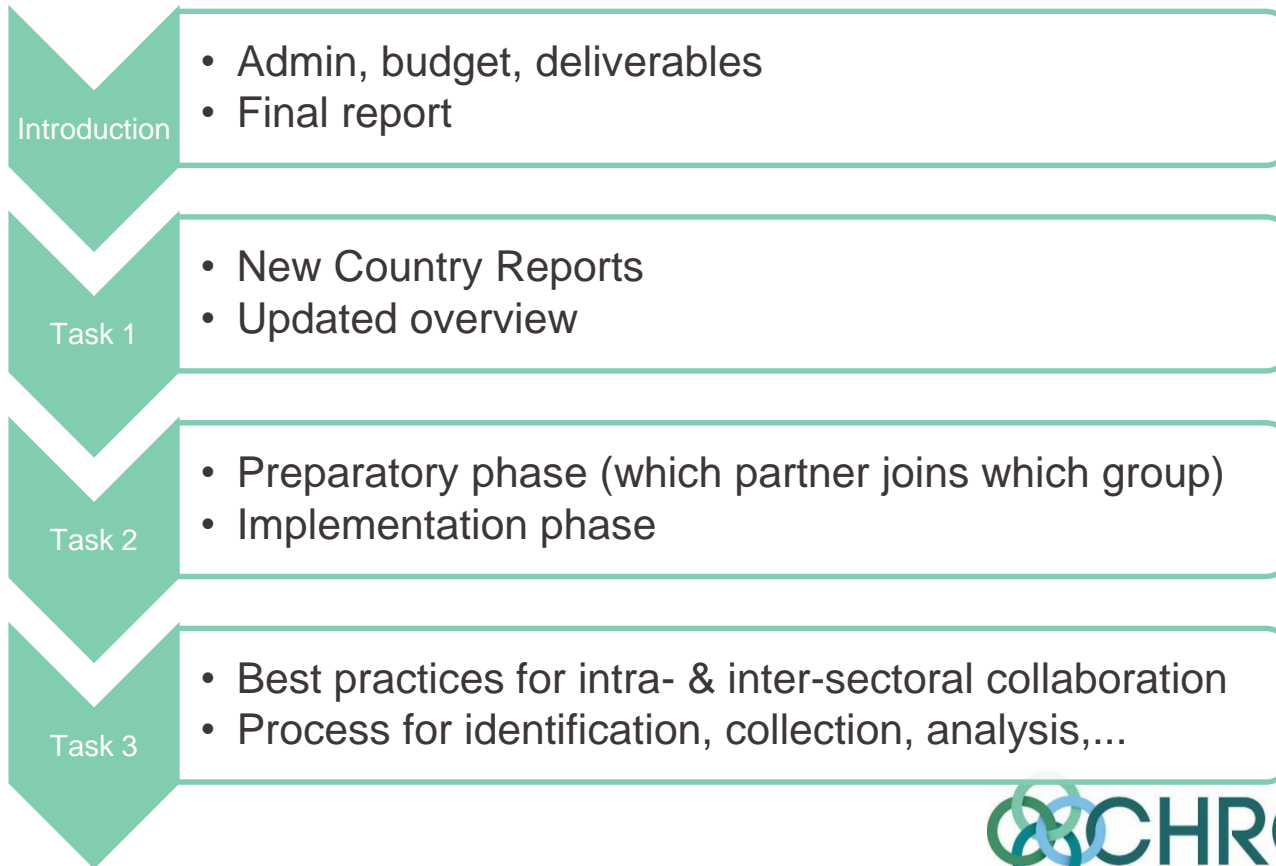 Introduction
• Admin, budget, deliverables
• Final report
Task 1
• New Country Reports
• Updated overview
Task 2
• Preparatory phase (which partner joins which group)
• Implementation phase
Task 3
• Best practices for intra- & inter-sectoral collaboration
• Process for identification, collection, analysis,...